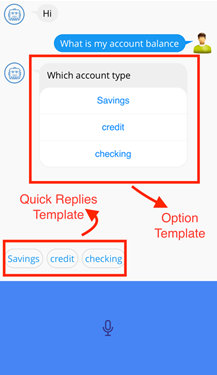 Hi
What is my account balance
Which account type
Savings
credit
checking
Quick Replies
Template
Option
Template
Savings credit checking